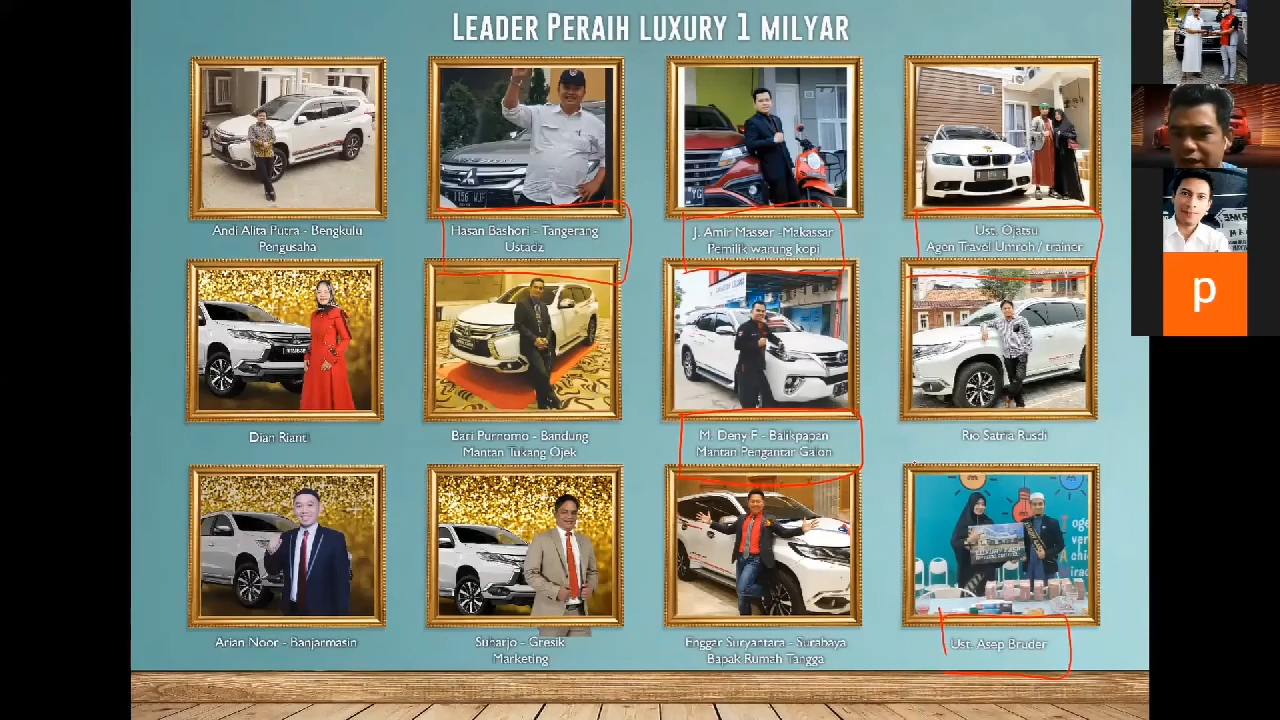 LEADER PERAIH LUXURY 1 MILYAR
Andi Alita Putra - Bengkulu
Pengusaha
Hasan Bashori - Tangerang
Ustadz
J. Amir Masser -Makassar
Pemilik warung kopi
Ust. Ojatsu
Agen Travel Umroh / trainer
Dian Rianti
Bari Purnomo - Bandung
Mantan Tukang Ojek
M. Deny F - Balikpapan
Mantan Pengantar Galon
Rio Satria Rusdi
Arian Noor - Banjarmasin
Suharjo - Gresik
Marketing
Enggar Suryantara - Surabaya
Bapak Rumah Tangga
Ust. Asep Bruder
p